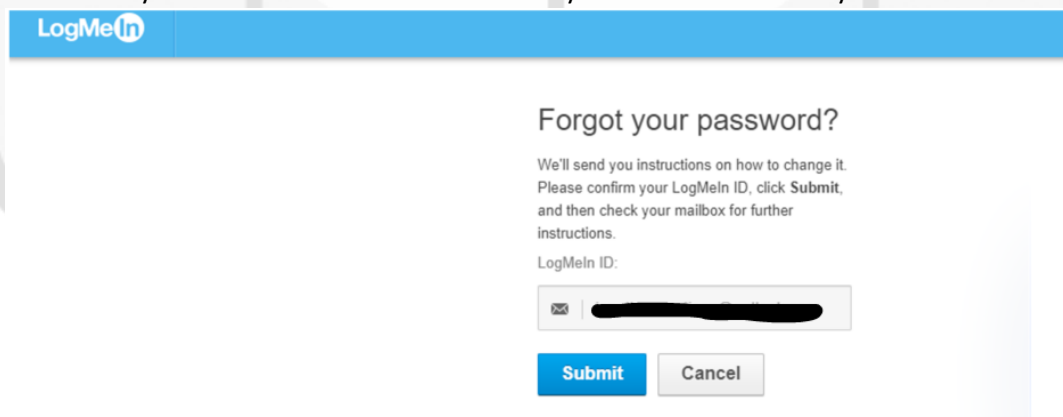 LogMeIn
Forgot your password?
We'll send you instructions on how to change it.
Please confirm your LogMeIn ID, click Submit,
and then check your mailbox for further
instructions.
LogMeIn ID:
Submit Cancel